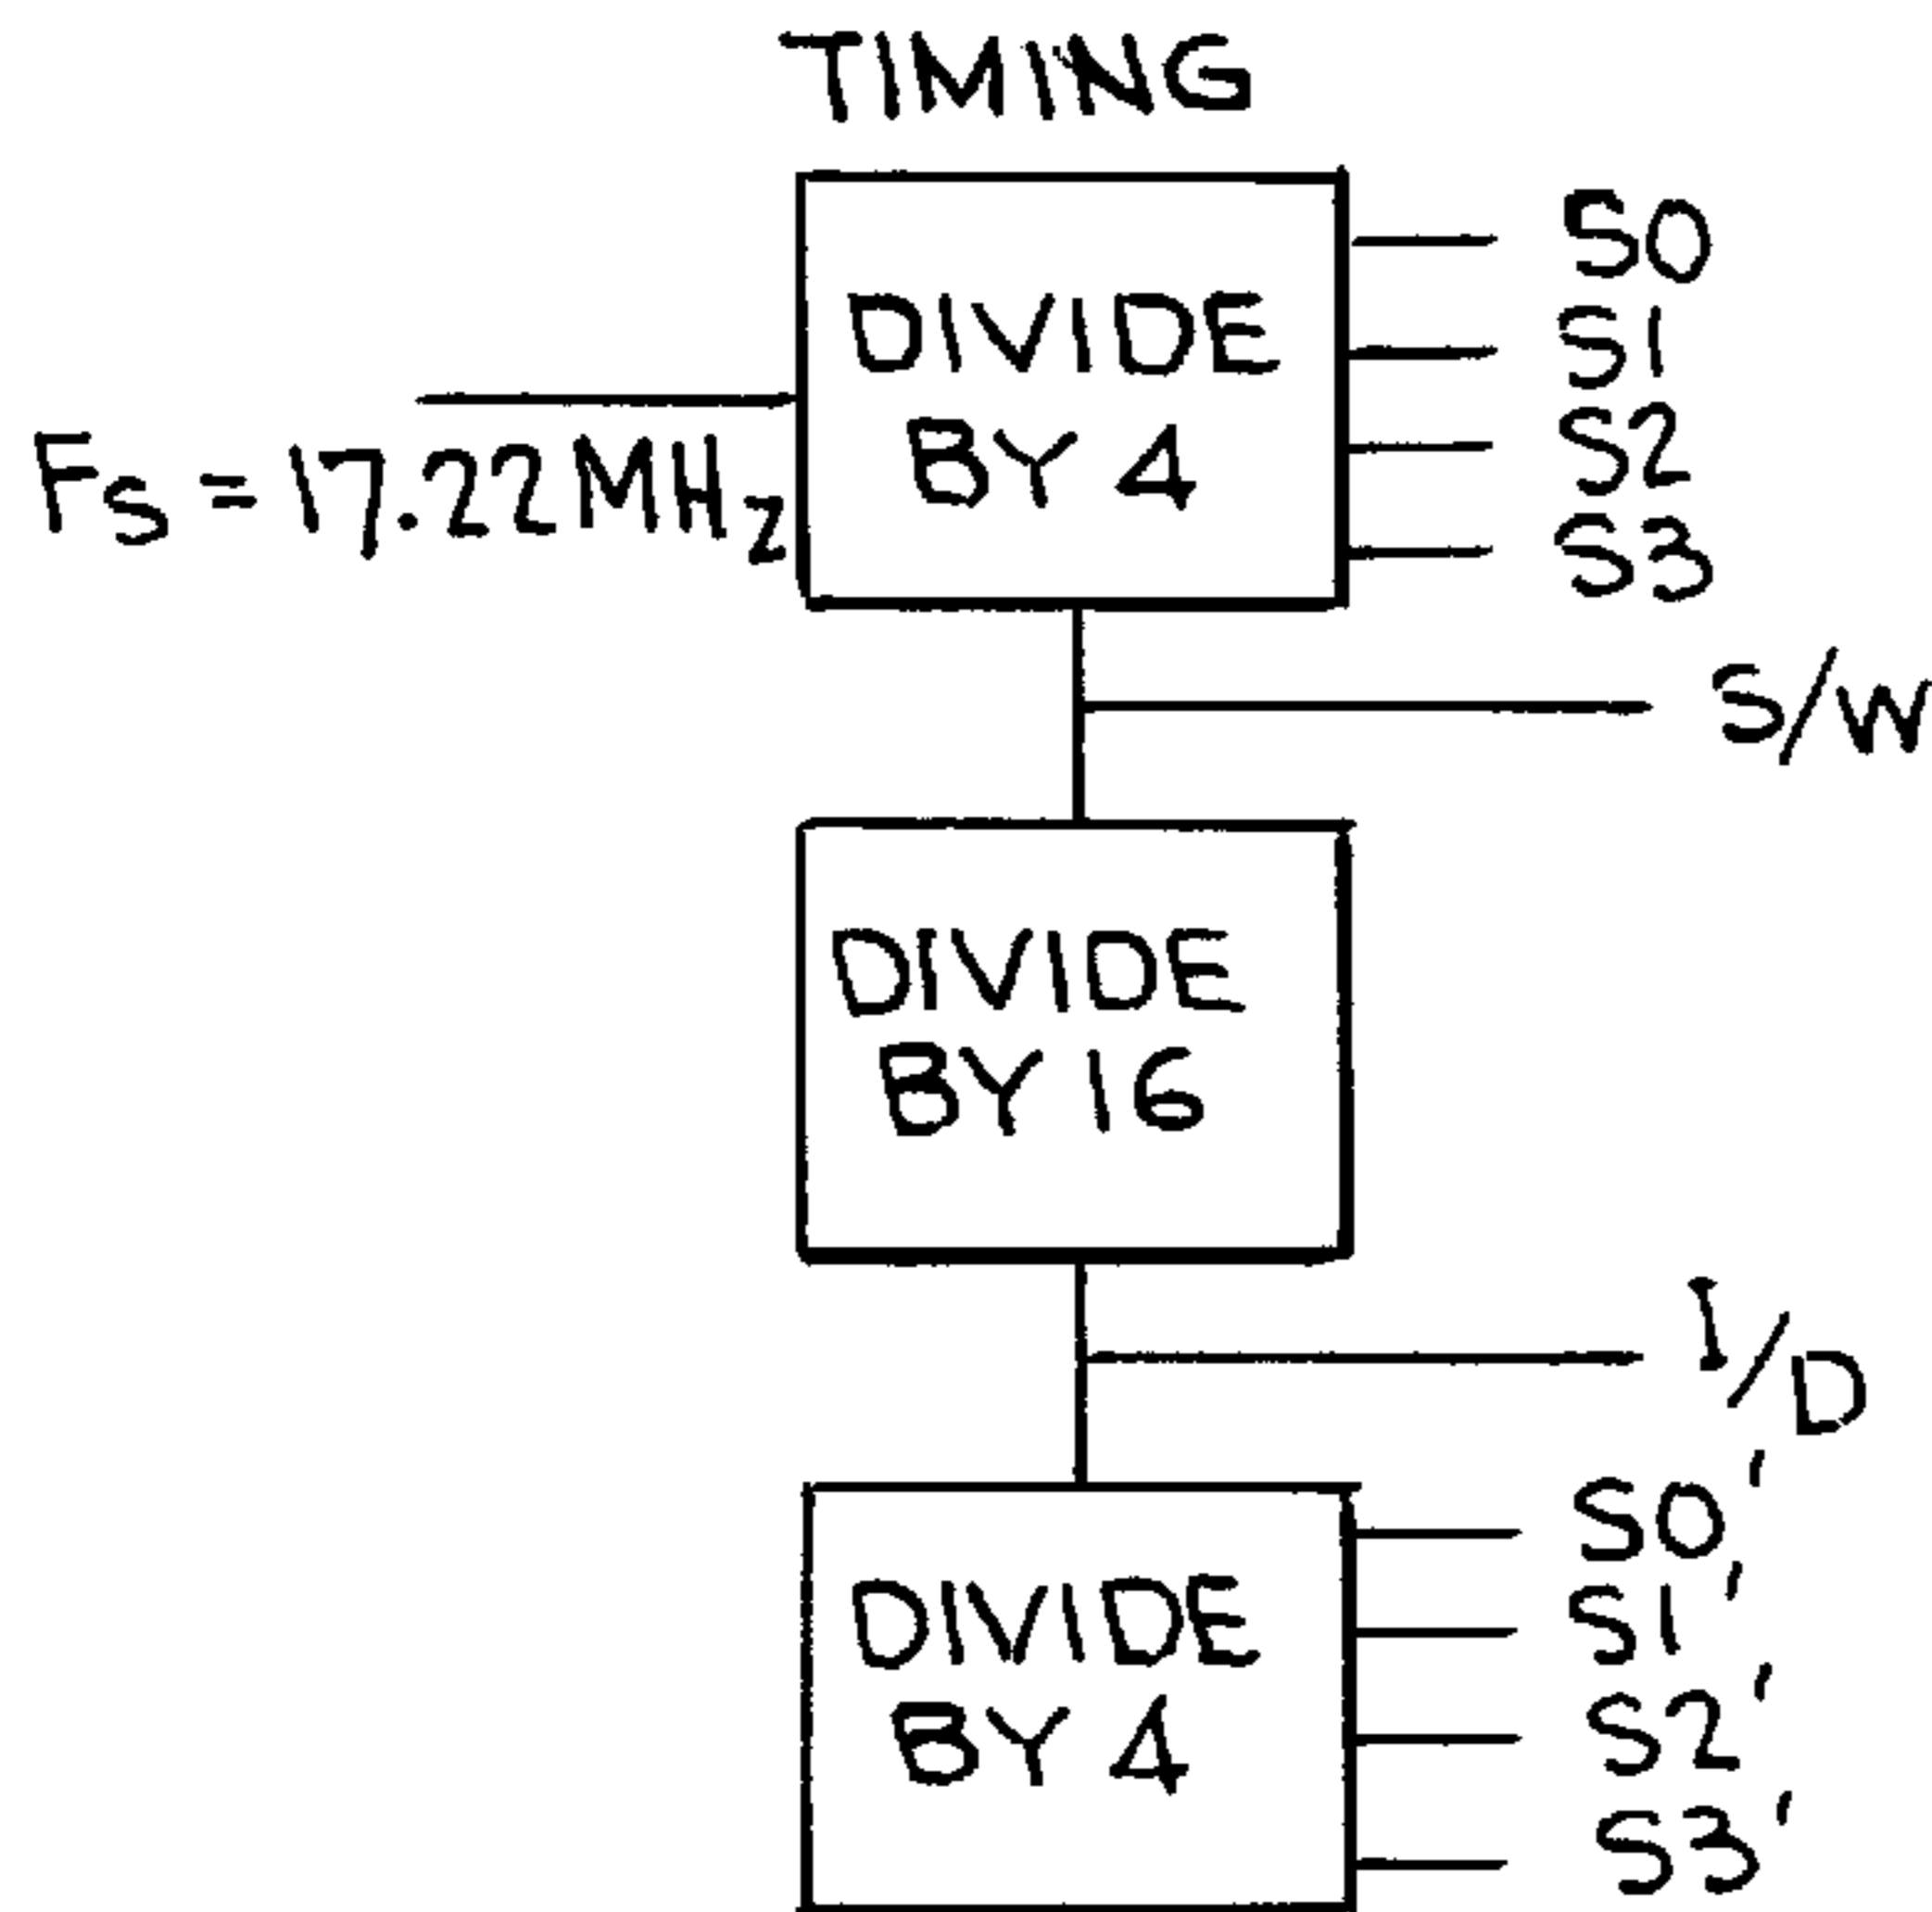 TIMING
S0
DIVIDE
S1
BY 4
S2
Fs = 17.22 MHz
S3
S/W
DIVIDE
BY 16
I/D
S0'
S1'
DIVIDE
S2'
BY 4
S3'